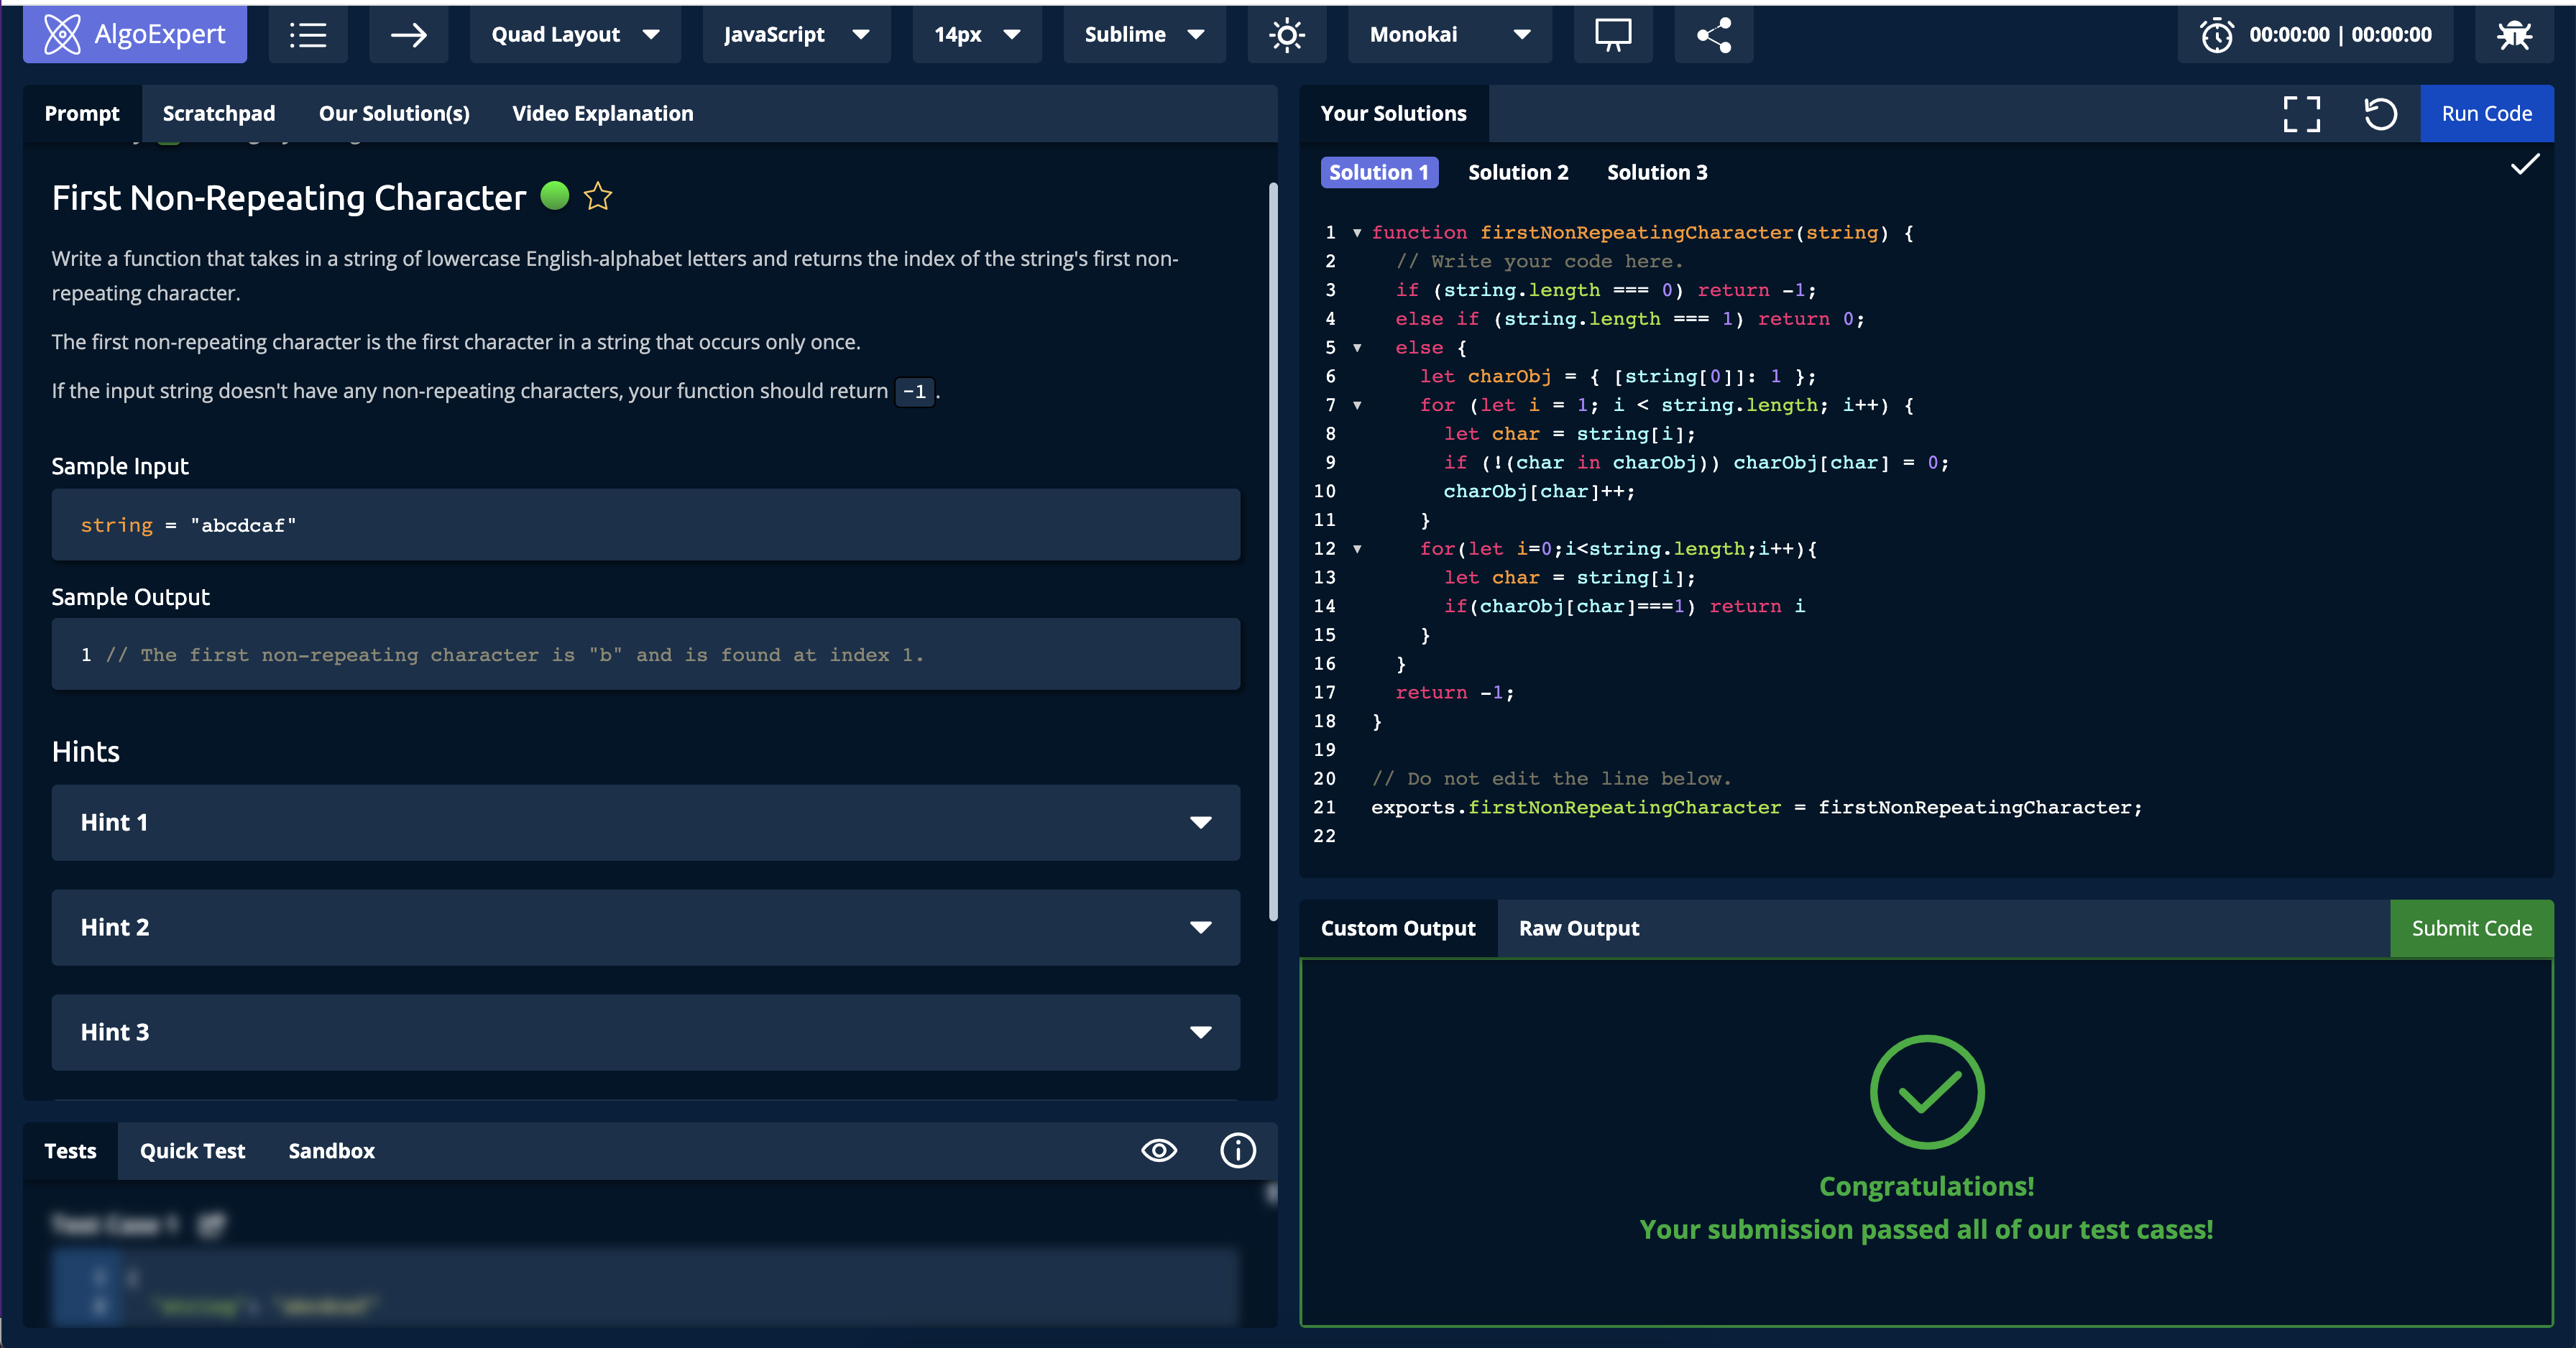 AlgoExpert
Quad Layout
JavaScript
14px
Sublime
Monokai
00:00:00 | 00:00:00
Prompt
Scratchpad
Our Solution(s)
Video Explanation
First Non-Repeating Character
Write a function that takes in a string of lowercase English-alphabet letters and returns the index of the string's first non-
repeating character.
The first non-repeating character is the first character in a string that occurs only once.
If the input string doesn't have any non-repeating characters, your function should return -1.
Sample Input
string = "abcdcaf"
Sample Output
1 // The first non-repeating character is "b" and is found at index 1.
Hints
Hint 1
Hint 2
Hint 3
Tests
Quick Test
Sandbox
Test Case 1
Your Solutions
Run Code
Solution 1
Solution 2
Solution 3
1 function firstNonRepeatingCharacter(string) {
2 // Write your code here.
3 if (string.length === 0) return -1;
4 else if (string.length === 1) return 0;
5 else {
6 let charObj = { [string[0]]: 1 };
7 for (let i = 1; i < string.length; i++) {
8 let char = string[i];
9 if (!(char in charObj)) charObj[char] = 0;
10 charObj[char]++;
11 }
12 for(let i=0;i<string.length;i++){
13 let char = string[i];
14 if(charObj[char]===1) return i
15 }
16 }
17 return -1;
18 }
19
20 // Do not edit the line below.
21 exports.firstNonRepeatingCharacter = firstNonRepeatingCharacter;
22
Custom Output
Raw Output
Submit Code
Congratulations!
Your submission passed all of our test cases!